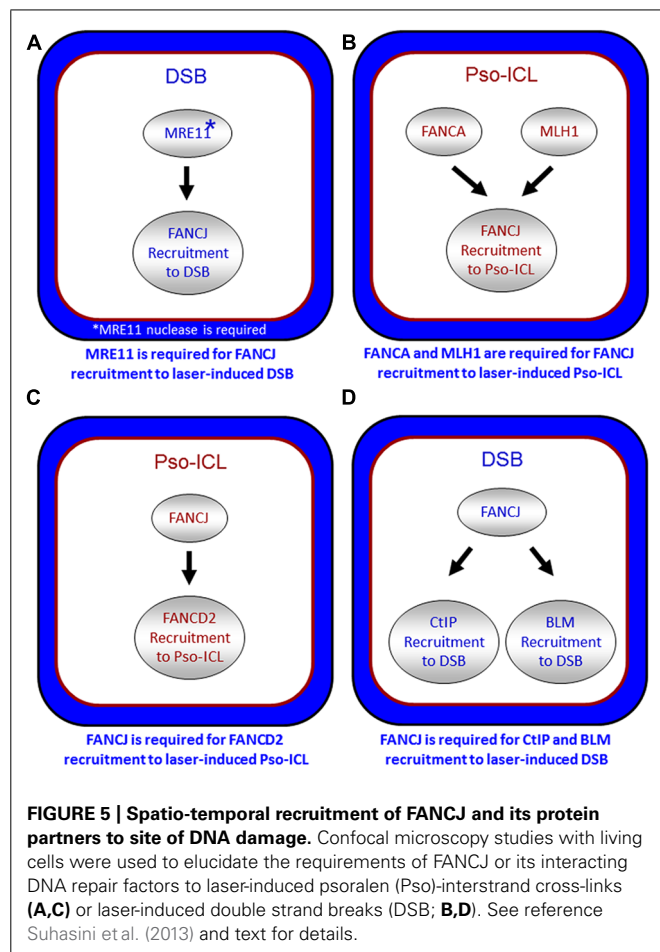 A
DSB
MRE11*
FANCJ
Recruitment
to DSB
*MRE11 nuclease is required
MRE11 is required for FANCJ
recruitment to laser-induced DSB
B
Pso-ICL
FANCA
MLH1
FANCJ
Recruitment
to Pso-ICL
FANCA and MLH1 are required for FANCJ
recruitment to laser-induced Pso-ICL
C
Pso-ICL
FANCJ
FANCD2
Recruitment
to Pso-ICL
FANCJ is required for FANCD2
recruitment to laser-induced Pso-ICL
D
DSB
FANCJ
CtIP
Recruitment
to DSB
BLM
Recruitment
to DSB
FANCJ is required for CtIP and BLM
recruitment to laser-induced DSB
FIGURE 5 | Spatio-temporal recruitment of FANCJ and its protein
partners to site of DNA damage. Confocal microscopy studies with living
cells were used to elucidate the requirements of FANCJ or its interacting
DNA repair factors to laser-induced psoralen (Pso)-interstrand cross-links
(A,C) or laser-induced double strand breaks (DSB; B,D). See reference
Suhasini et al. (2013) and text for details.